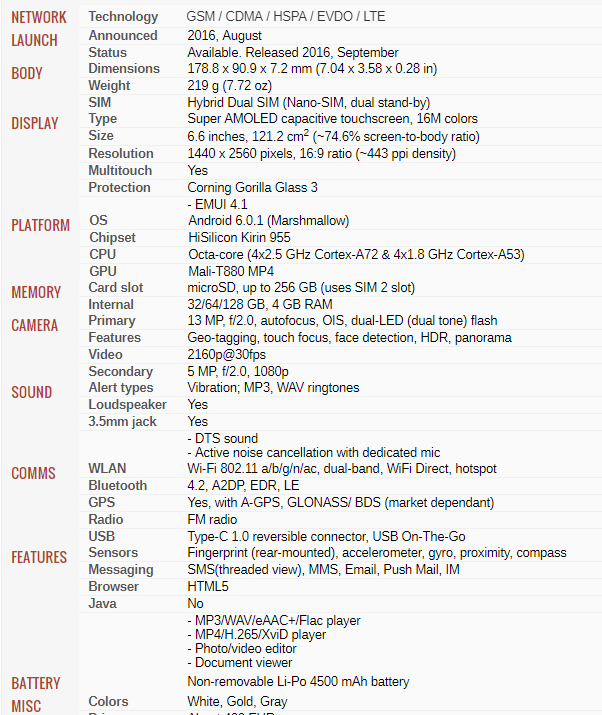 NETWORK Technology GSM / CDMA / HSPA / EVDO / LTE
LAUNCH Announced 2016, August
Status Available. Released 2016, September
BODY Dimensions 178.8 x 90.9 x 7.2 mm (7.04 x 3.58 x 0.28 in)
Weight 219 g (7.72 oz)
SIM Hybrid Dual SIM (Nano-SIM, dual stand-by)
DISPLAY Type Super AMOLED capacitive touchscreen, 16M colors
Size 6.6 inches, 121.2 cm² (~74.6% screen-to-body ratio)
Resolution 1440 x 2560 pixels, 16:9 ratio (~443 ppi density)
Multitouch Yes
Protection Corning Gorilla Glass 3
- EMUI 4.1
PLATFORM OS Android 6.0.1 (Marshmallow)
Chipset HiSilicon Kirin 955
CPU Octa-core (4x2.5 GHz Cortex-A72 & 4x1.8 GHz Cortex-A53)
GPU Mali-T880 MP4
MEMORY Card slot microSD, up to 256 GB (uses SIM 2 slot)
Internal 32/64/128 GB, 4 GB RAM
CAMERA Primary 13 MP, f/2.0, autofocus, OIS, dual-LED (dual tone) flash
Features Geo-tagging, touch focus, face detection, HDR, panorama
Video 2160p@30fps
Secondary 5 MP, f/2.0, 1080p
SOUND Alert types Vibration; MP3, WAV ringtones
Loudspeaker Yes
3.5mm jack Yes
- DTS sound
- Active noise cancellation with dedicated mic
COMMS WLAN Wi-Fi 802.11 a/b/g/n/ac, dual-band, WiFi Direct, hotspot
Bluetooth 4.2, A2DP, EDR, LE
GPS Yes, with A-GPS, GLONASS/ BDS (market dependant)
Radio FM radio
USB Type-C 1.0 reversible connector, USB On-The-Go
FEATURES Sensors Fingerprint (rear-mounted), accelerometer, gyro, proximity, compass
Messaging SMS(threaded view), MMS, Email, Push Mail, IM
Browser HTML5
Java No
- MP3/WAV/eAAC+/Flac player
- MP4/H.265/XviD player
- Photo/video editor
- Document viewer
BATTERY Non-removable Li-Po 4500 mAh battery
MISC Colors White, Gold, Gray